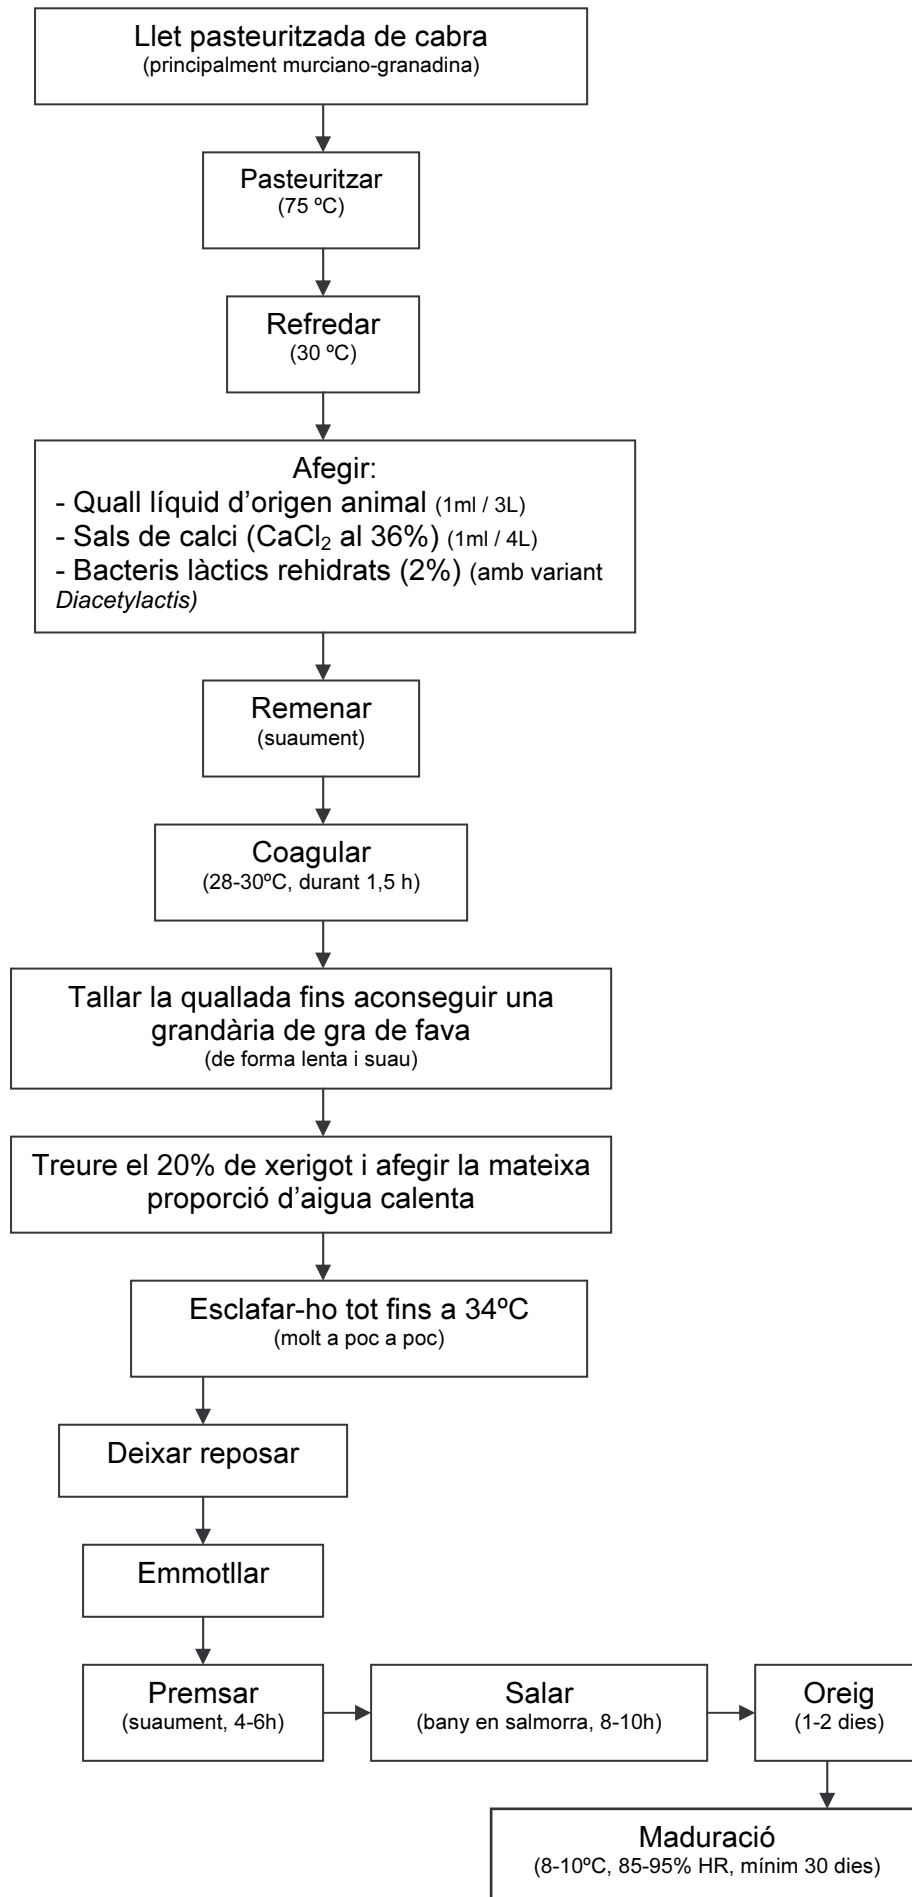 Llet pasteuritzada de cabra
(principalment murciano-granadina)
Pasteuritzar
(75 ºC)
Refredar
(30 ºC)
Afegir:
- Quall líquid d’origen animal (1ml / 3L)
- Sals de calci (CaCl₂ al 36%) (1ml / 4L)
- Bacteris làctics rehidrats (2%) (amb variant
Diacetylactis)
Remenar
(suaument)
Coagular
(28-30ºC, durant 1,5 h)
Tallar la quallada fins aconseguir una
grandària de gra de fava
(de forma lenta i suau)
Treure el 20% de xerigot i afegir la mateixa
proporció d’aigua calenta
Esclafar-ho tot fins a 34ºC
(molt a poc a poc)
Deixar reposar
Emmotllar
Premsar
(suaument, 4-6h)
Salar
(bany en salmorra, 8-10h)
Oreig
(1-2 dies)
Maduració
(8-10ºC, 85-95% HR, mínim 30 dies)